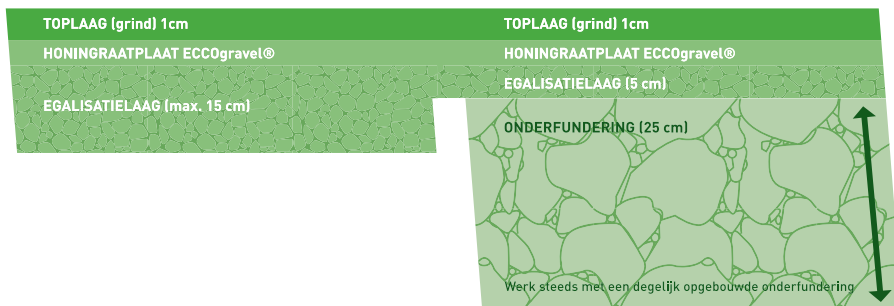 TOPLAAG (grind) 1cm
HONINGRAATPLAAT ECCOgravel®
EGALISATIELAAG (max. 15 cm)
TOPLAAG (grind) 1cm
HONINGRAATPLAAT ECCOgravel®
EGALISATIELAAG (5 cm)
ONDERFUNDERING (25 cm)
Werk steeds met een degelijk opgebouwde onderfundering